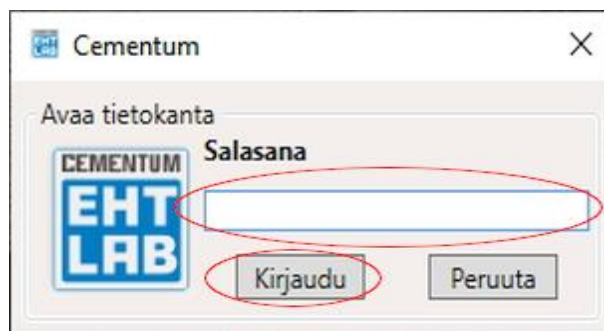 Cementum
Avaa tietokanta
CEMENTUM
EHT
LAB
Salasana
Kirjaudu
Peruuta